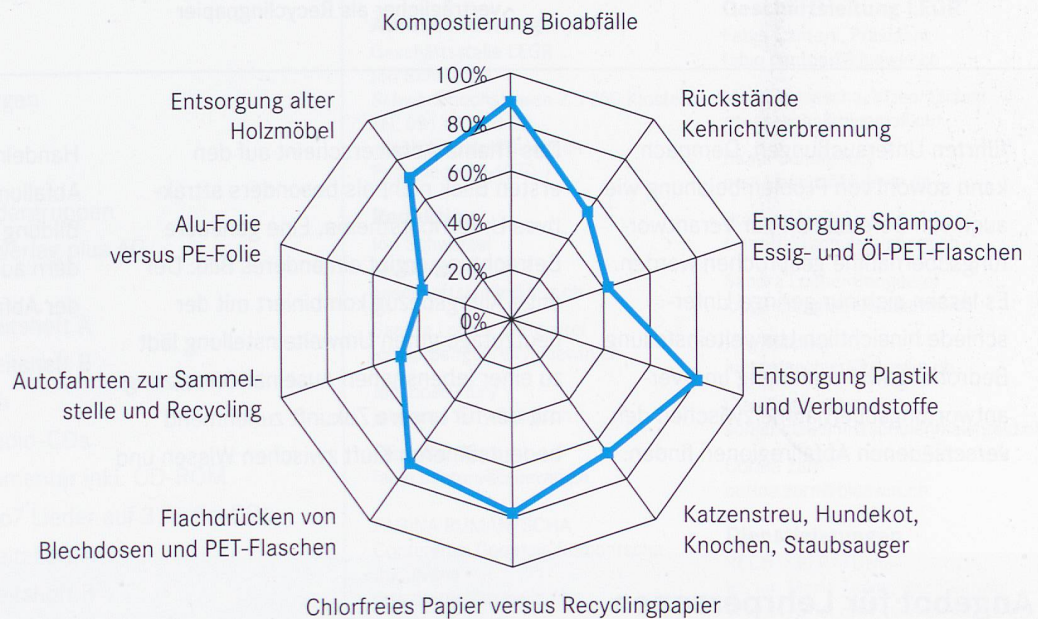 Kompostierung Bioabfälle
100%
80%
60%
40%
20%
0%
Rückstände
Kehrichtverbrennung
Entsorgung Shampoo-,
Essig- und Öl-PET-Flaschen
Entsorgung Plastik
und Verbundstoffe
Katzenstreu, Hundekot,
Knochen, Staubsauger
Chlorfreies Papier versus Recyclingpapier
Flachdrücken von
Blechdosen und PET-Flaschen
Autofahrten zur Sammel-
stelle und Recycling
Alu-Folie
versus PE-Folie
Entsorgung alter
Holzmöbel